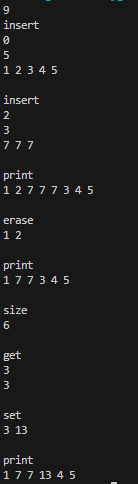 9
insert
0
5
1 2 3 4 5
insert
2
3
7 7 7
print
1 2 7 7 7 3 4 5
erase
1 2
print
1 7 7 3 4 5
size
6
get
3
3
set
3 13
print
1 7 7 13 4 5